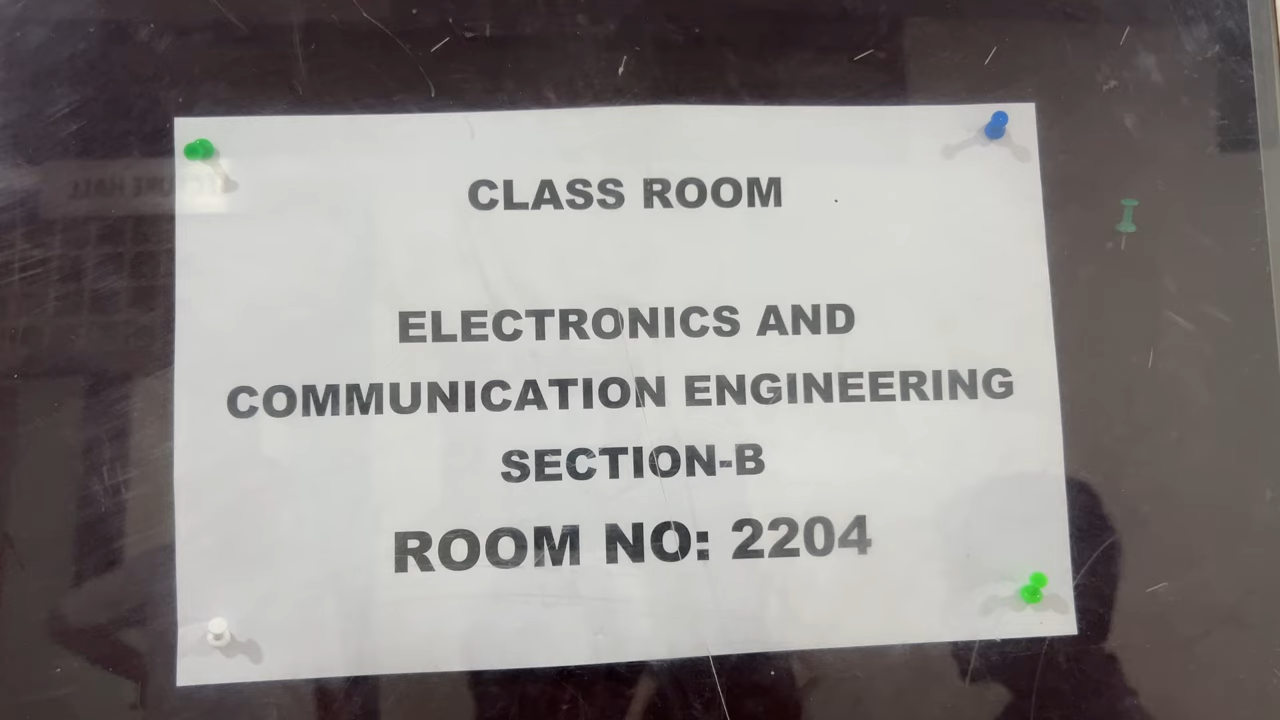 CLASS ROOM
ELECTRONICS AND
COMMUNICATION ENGINEERING
SECTION-B
ROOM NO: 2204